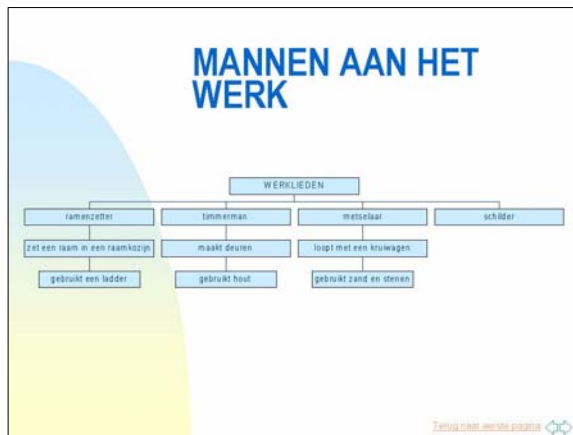 MANNEN AAN HET
WERK
WERKLIEDEN
ramenzetter
timmerman
metselaar
schilder
zet een raam in een raamkozijn
maakt deuren
loopt met een kruiwagen
gebruikt een ladder
gebruikt hout
gebruikt zand en stenen
Terug naar eerste pagina